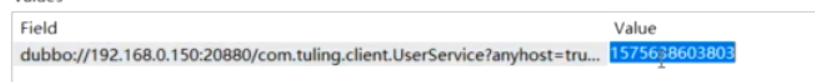 Field Value
dubbo://192.168.0.150:20880/com.tuling.client.UserService?anyhost=tru... 1575638603803